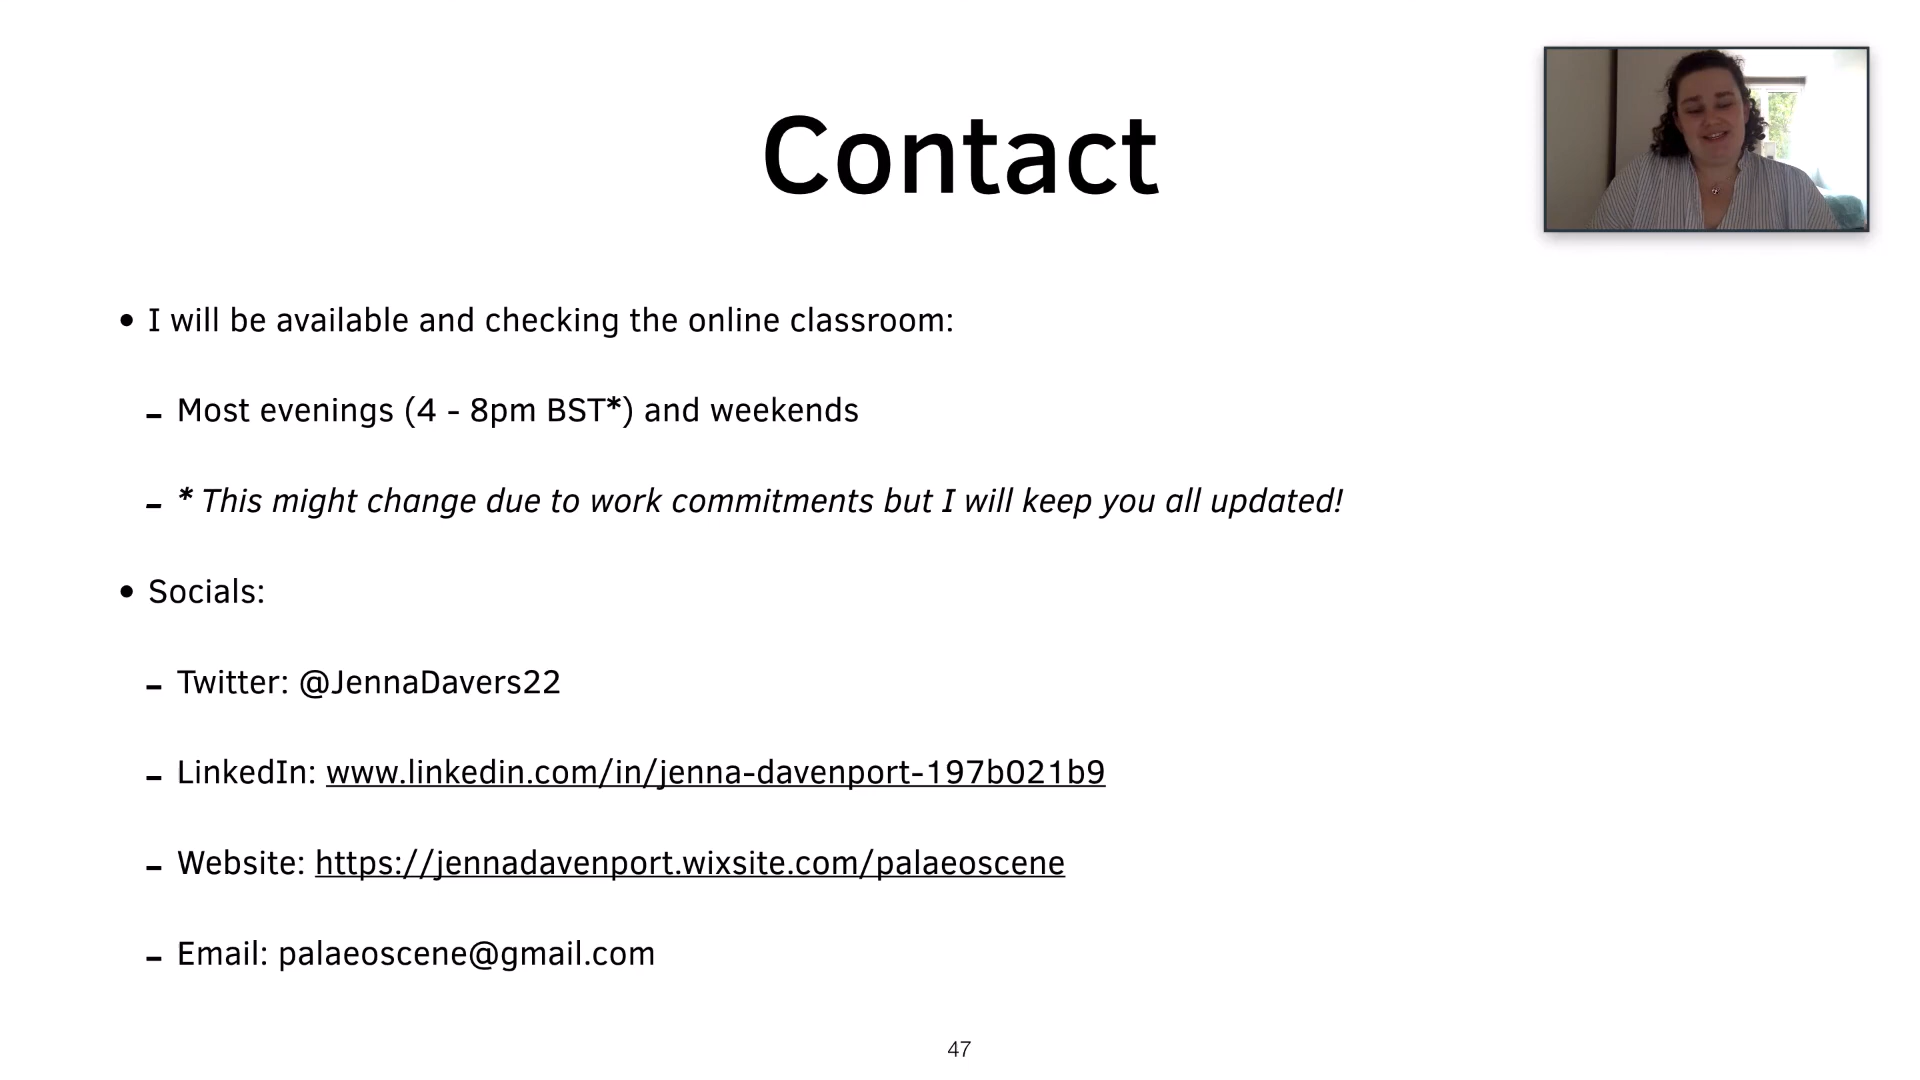 Contact
• I will be available and checking the online classroom:
- Most evenings (4 - 8pm BST*) and weekends
- * This might change due to work commitments but I will keep you all updated!
• Socials:
- Twitter: @JennaDavers22
- LinkedIn: www.linkedin.com/in/jenna-davenport-197b021b9
- Website: https://jennadavenport.wixsite.com/palaeoscene
- Email: palaeoscene@gmail.com
47